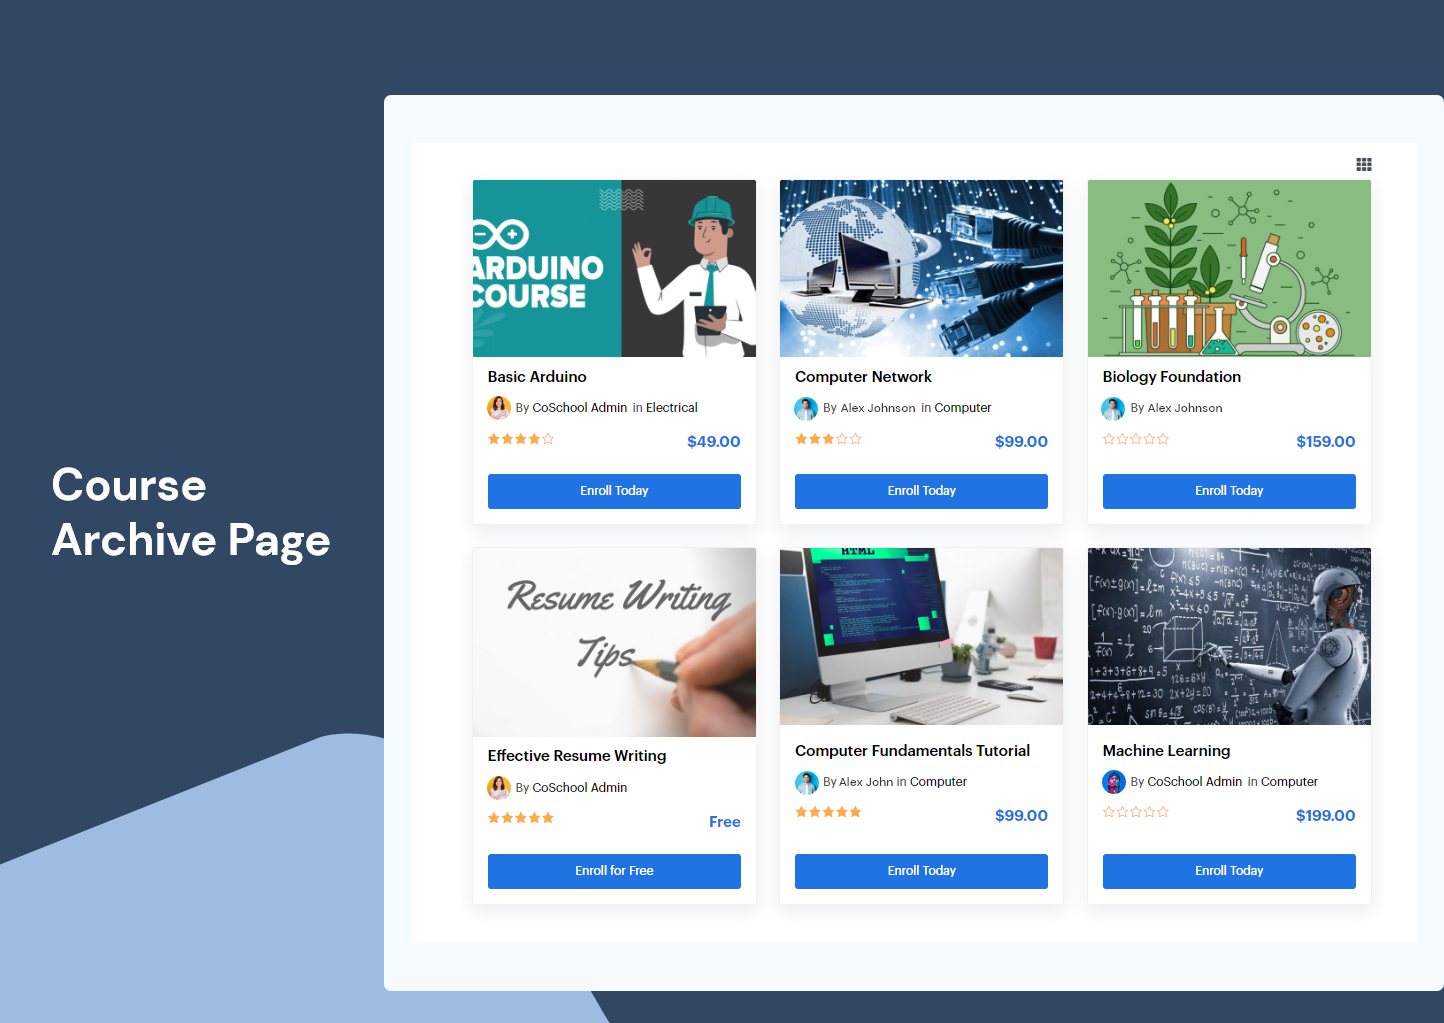 Course
Archive Page
ARDUINO
COURSE
Basic Arduino
By CoSchool Admin in Electrical
$49.00
Enroll Today
Computer Network
By Alex Johnson in Computer
$99.00
Enroll Today
Biology Foundation
By Alex Johnson
$159.00
Enroll Today
Resume Writing
Tips
Effective Resume Writing
By CoSchool Admin
Free
Enroll for Free
HTML
Computer Fundamentals Tutorial
By Alex John in Computer
$99.00
Enroll Today
Machine Learning
By CoSchool Admin in Computer
$199.00
Enroll Today